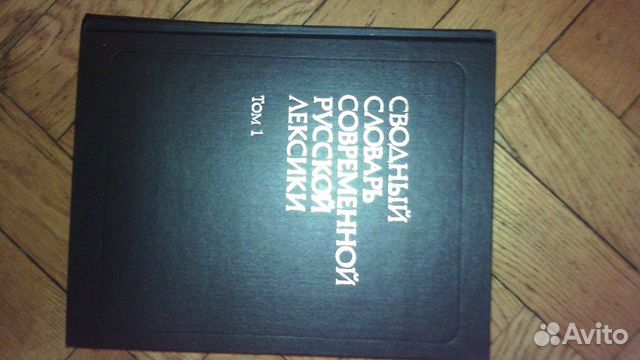 СВОДНЫЙ
СЛОВАРЬ
СОВРЕМЕННОЙ
РУССКОЙ
ЛЕКСИКИ
Том 1
Avito